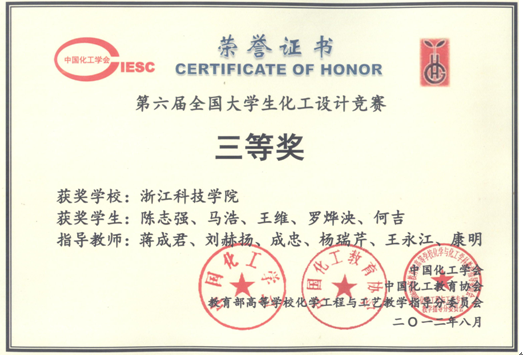 中国化工学会
CIESC
荣誉证书
CERTIFICATE OF HONOR
第六届全国大学生化工设计竞赛
三等奖
获奖学校：浙江科技学院
获奖学生：陈志强、马浩、王维、罗烨泱、何吉
指导教师：蒋成君、刘赫扬、成忠、杨瑞芹、王永江、康明
中国化工学会
中国化工教育协会
教育部高等学校化学工程与工艺教学指导分委员会
二〇一二年八月